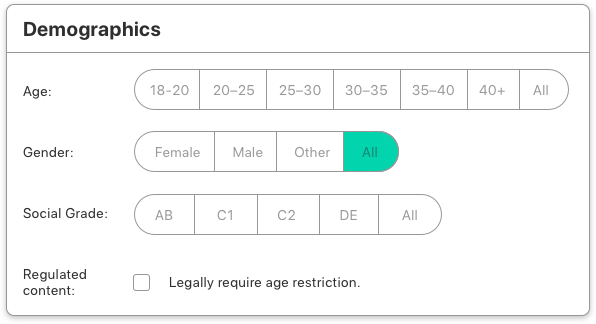 Demographics
Age: 18-20 20–25 25–30 30–35 35–40 40+ All
Gender: Female Male Other All
Social Grade: AB C1 C2 DE All
Regulated
content:
Legally require age restriction.